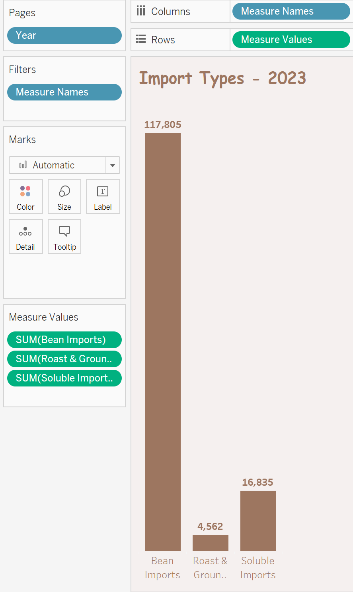 Pages
Year
Filters
Measure Names
Marks
Automatic
Color
Size
Label
Detail
Tooltip
Measure Values
SUM(Bean Imports)
SUM(Roast & Groun..
SUM(Soluble Import..
Columns
Measure Names
Rows
Measure Values
Import Types - 2023
117,805
4,562
16,835
Bean
Imports
Roast &
Groun..
Soluble
Imports